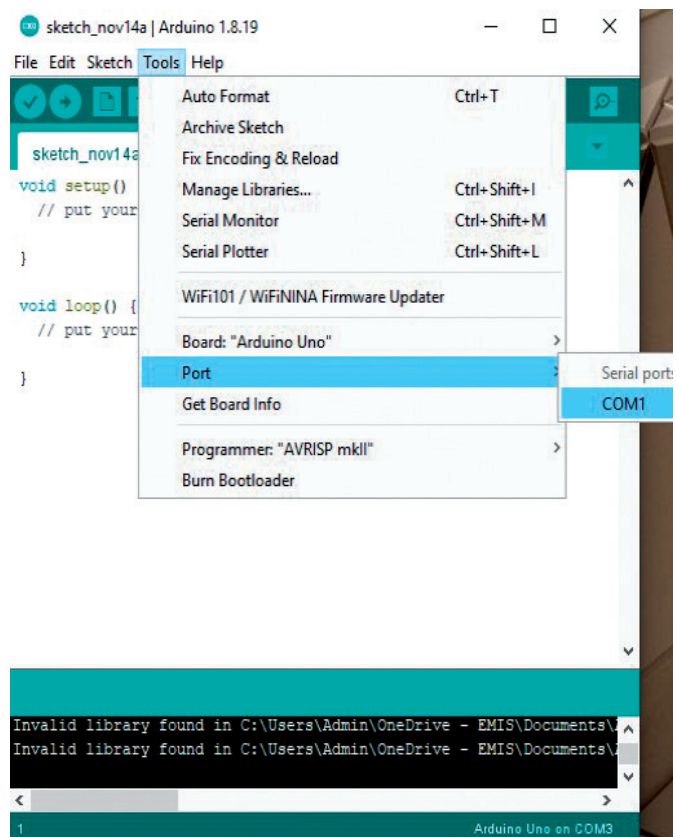 sketch_nov14a | Arduino 1.8.19
File Edit Sketch Tools Help
sketch_nov14a
void setup()
// put your
}
void loop() {
// put your
}
Auto Format Ctrl+T
Archive Sketch
Fix Encoding & Reload
Manage Libraries... Ctrl+Shift+I
Serial Monitor Ctrl+Shift+M
Serial Plotter Ctrl+Shift+L
WiFi101 / WiFiNINA Firmware Updater
Board: "Arduino Uno"
Port
Serial ports
COM1
Get Board Info
Programmer: "AVRISP mkII"
Burn Bootloader
Invalid library found in C:\Users\Admin\OneDrive - EMIS\Documents\
Invalid library found in C:\Users\Admin\OneDrive - EMIS\Documents\
1 Arduino Uno on COM3